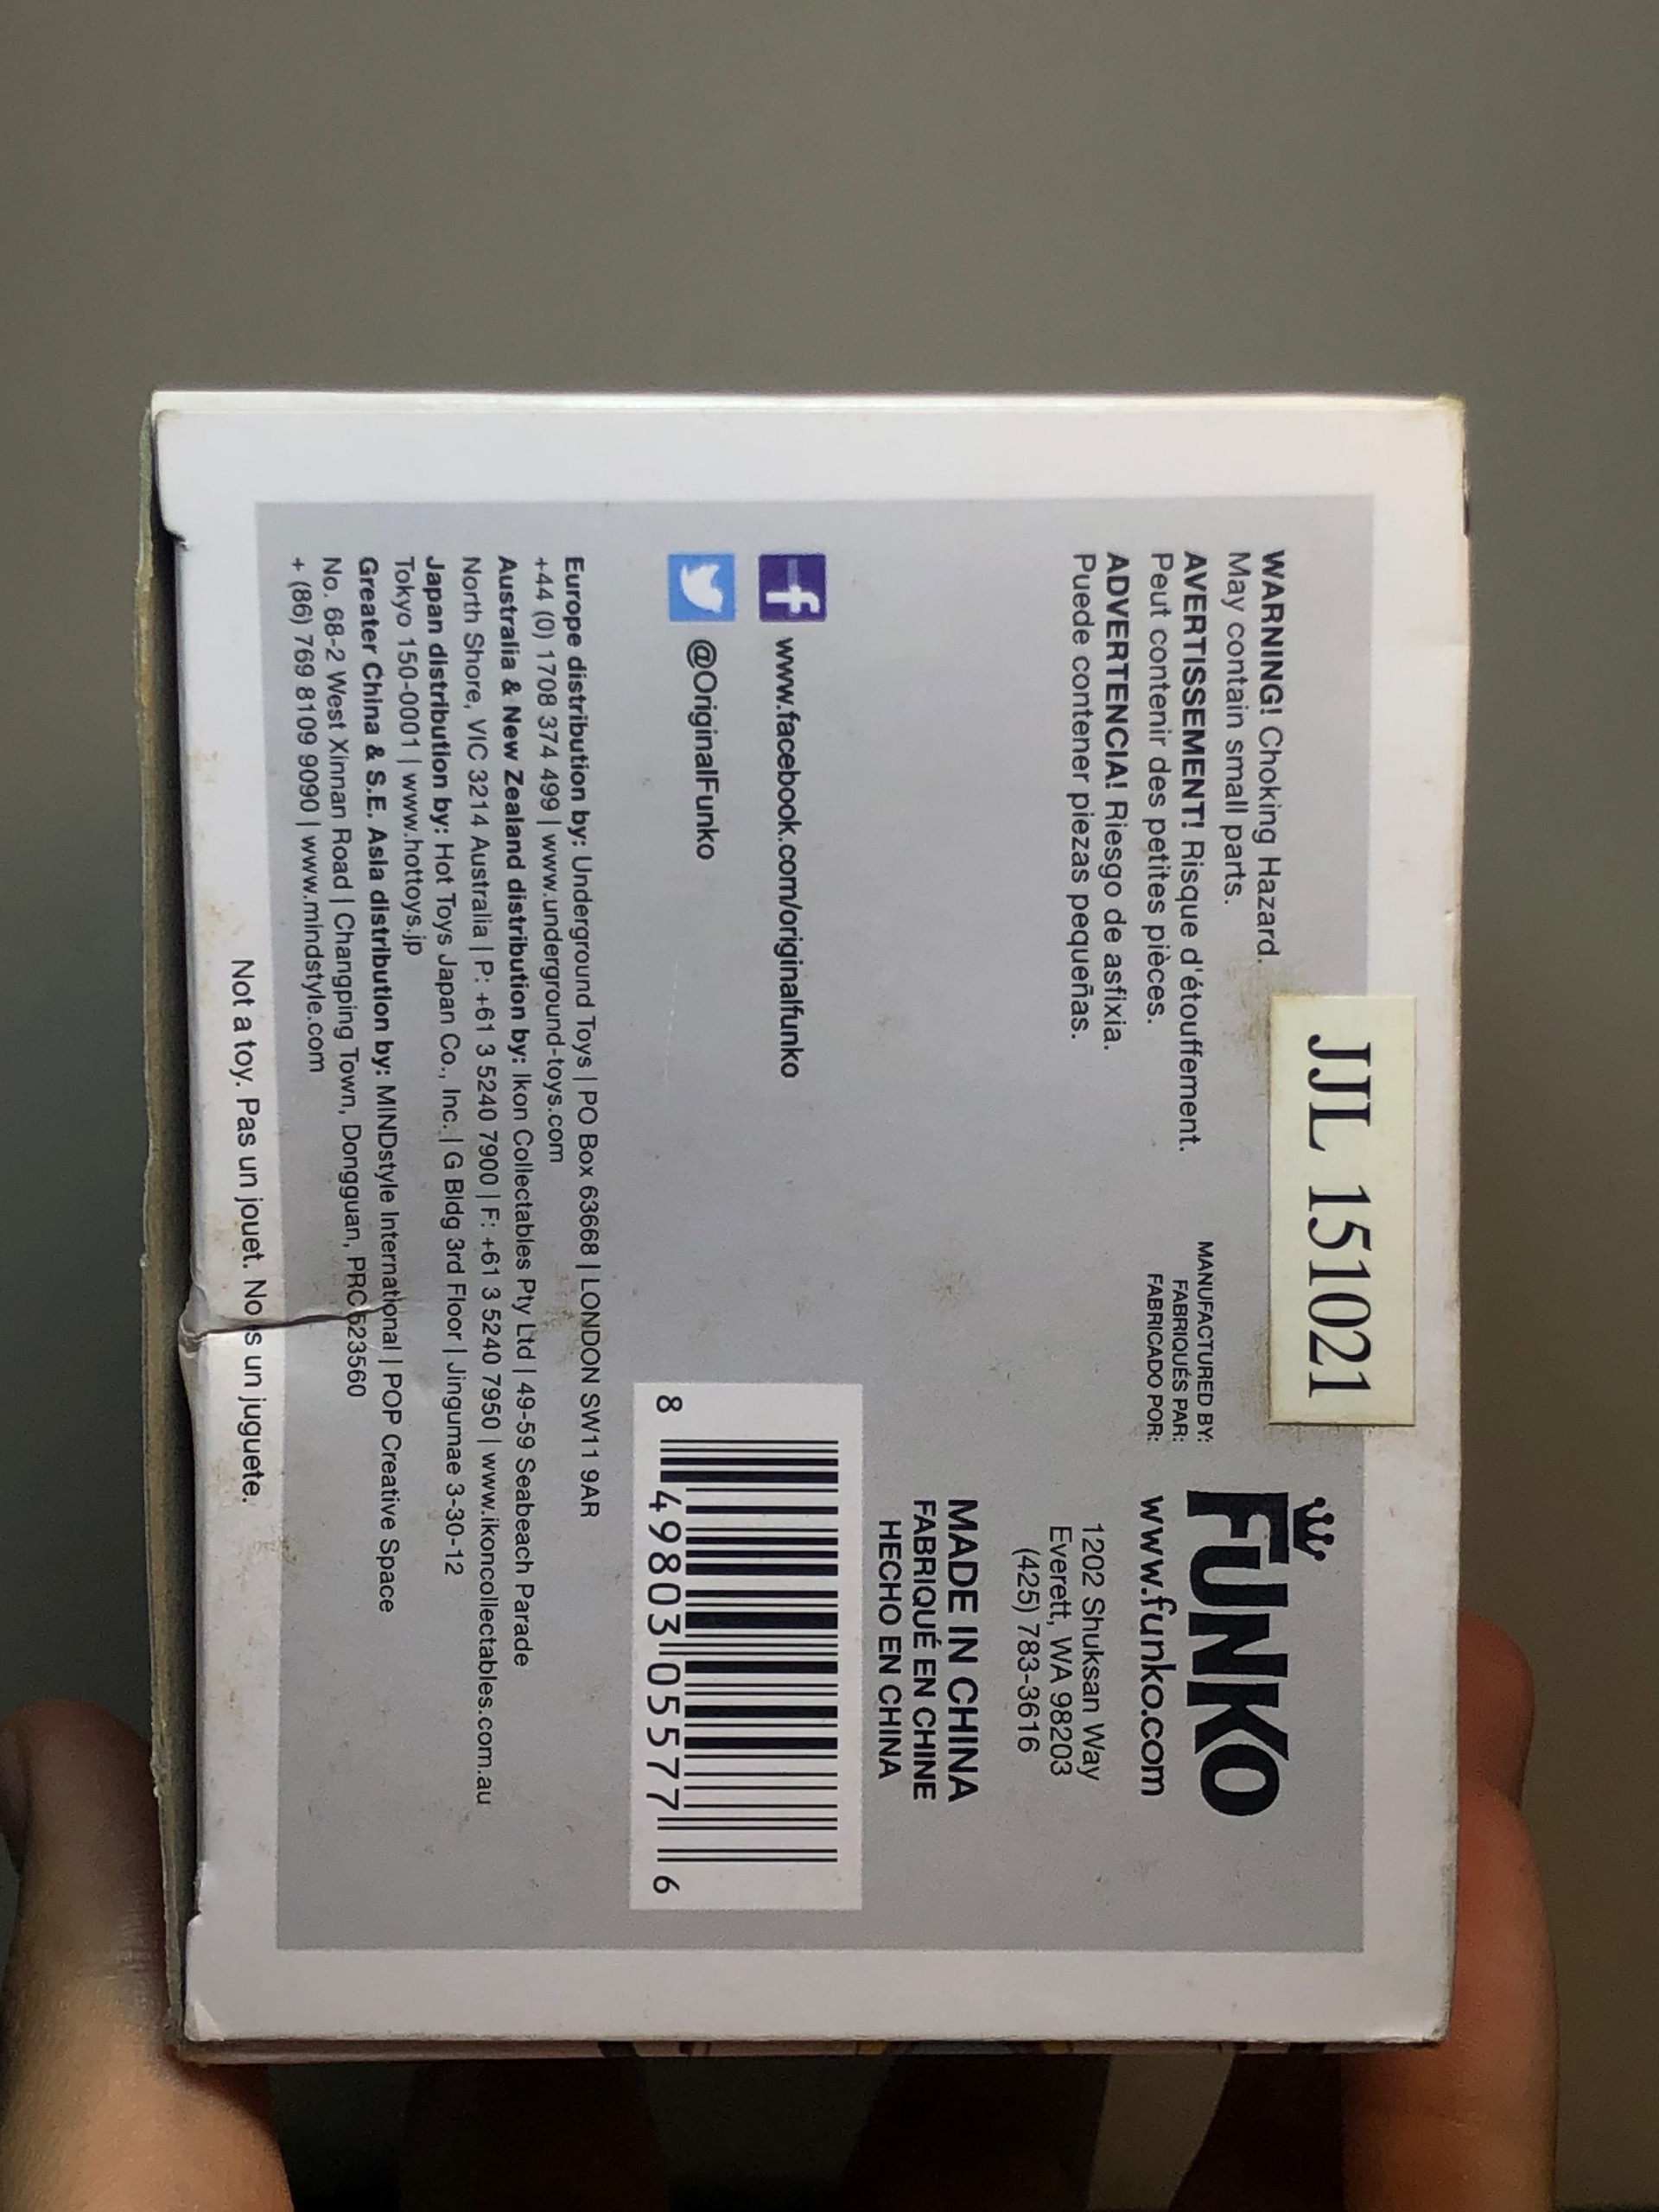 JJL 151021
WARNING! Choking Hazard.
May contain small parts.
AVERTISSEMENT! Risque d'étouffement.
Peut contenir des petites pièces.
ADVERTENCIA! Riesgo de asfixia.
Puede contener piezas pequeñas.
MANUFACTURED BY:
FABRIQUÉS PAR:
FABRICADO POR:
FUNKO
www.funko.com
1202 Shuksan Way
Everett, WA 98203
(425) 783-3616
MADE IN CHINA
FABRIQUÉ EN CHINE
HECHO EN CHINA
f www.facebook.com/originalfunko
@OriginalFunko
8 49803 05577 6
Europe distribution by: Underground Toys | PO Box 63668 | LONDON SW11 9AR
+44 (0) 1708 374 499 | www.underground-toys.com
Australia & New Zealand distribution by: Ikon Collectables Pty Ltd | 49-59 Seabeach Parade
North Shore, VIC 3214 Australia | P: +61 3 5240 7900 | F: +61 3 5240 7950 | www.ikoncollectables.com.au
Japan distribution by: Hot Toys Japan Co., Inc. | G Bldg 3rd Floor | Jingumae 3-30-12
Tokyo 150-0001 | www.hottoys.jp
Greater China & S.E. Asia distribution by: MINDstyle International | POP Creative Space
No. 68-2 West Xinnan Road | Changping Town, Dongguan, PRC 523560
+ (86) 769 8109 9090 | www.mindstyle.com
Not a toy. Pas un jouet. No es un juguete.